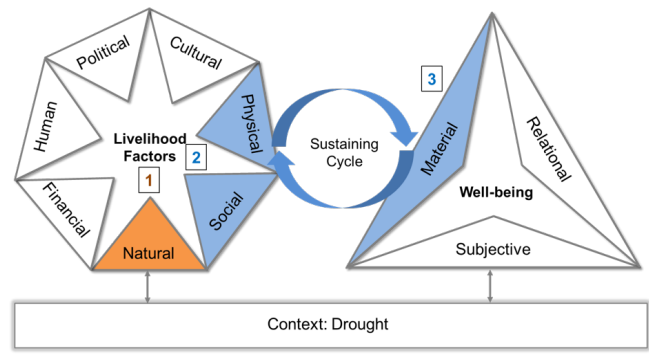 Political
Cultural
Human
Physical
Livelihood
Factors
1
2
Financial
Social
Natural
Sustaining
Cycle
3
Material
Relational
Well-being
Subjective
Context: Drought